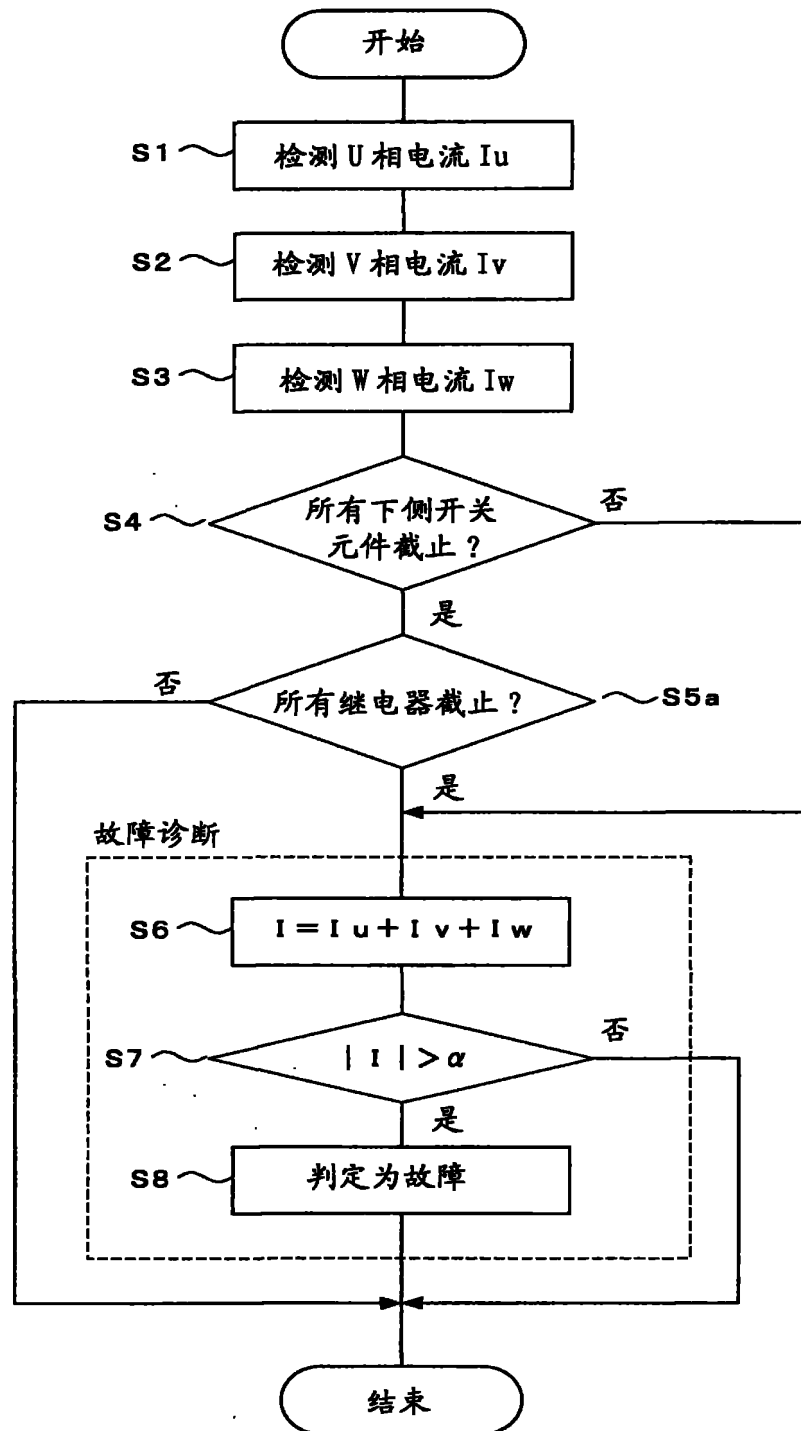 开始
S1
检测U相电流Iu
S2
检测V相电流Iv
S3
检测W相电流Iw
S4
所有下侧开关
元件截止?
否
是
否
所有继电器截止?
S5a
是
故障诊断
S6
I=Iu+Iv+Iw
S7
|I|>α
否
是
S8
判定为故障
结束